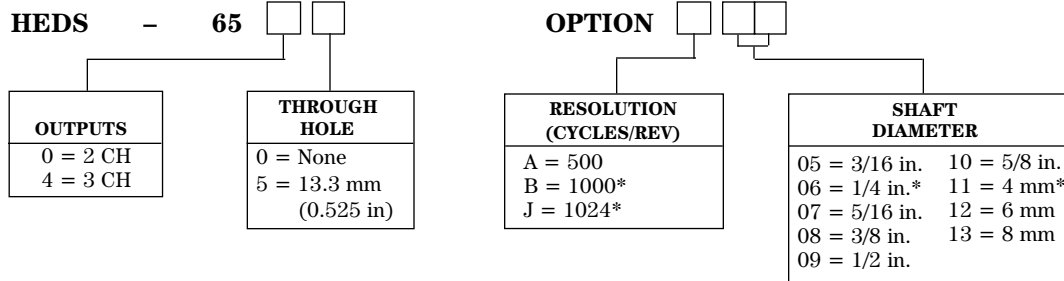 HEDS – 65 OPTION
OUTPUTS
0 = 2 CH
4 = 3 CH
THROUGH
HOLE
0 = None
5 = 13.3 mm
(0.525 in)
RESOLUTION
(CYCLES/REV)
A = 500
B = 1000*
J = 1024*
SHAFT
DIAMETER
05 = 3/16 in. 10 = 5/8 in.
06 = 1/4 in.* 11 = 4 mm*
07 = 5/16 in. 12 = 6 mm
08 = 3/8 in. 13 = 8 mm
09 = 1/2 in.